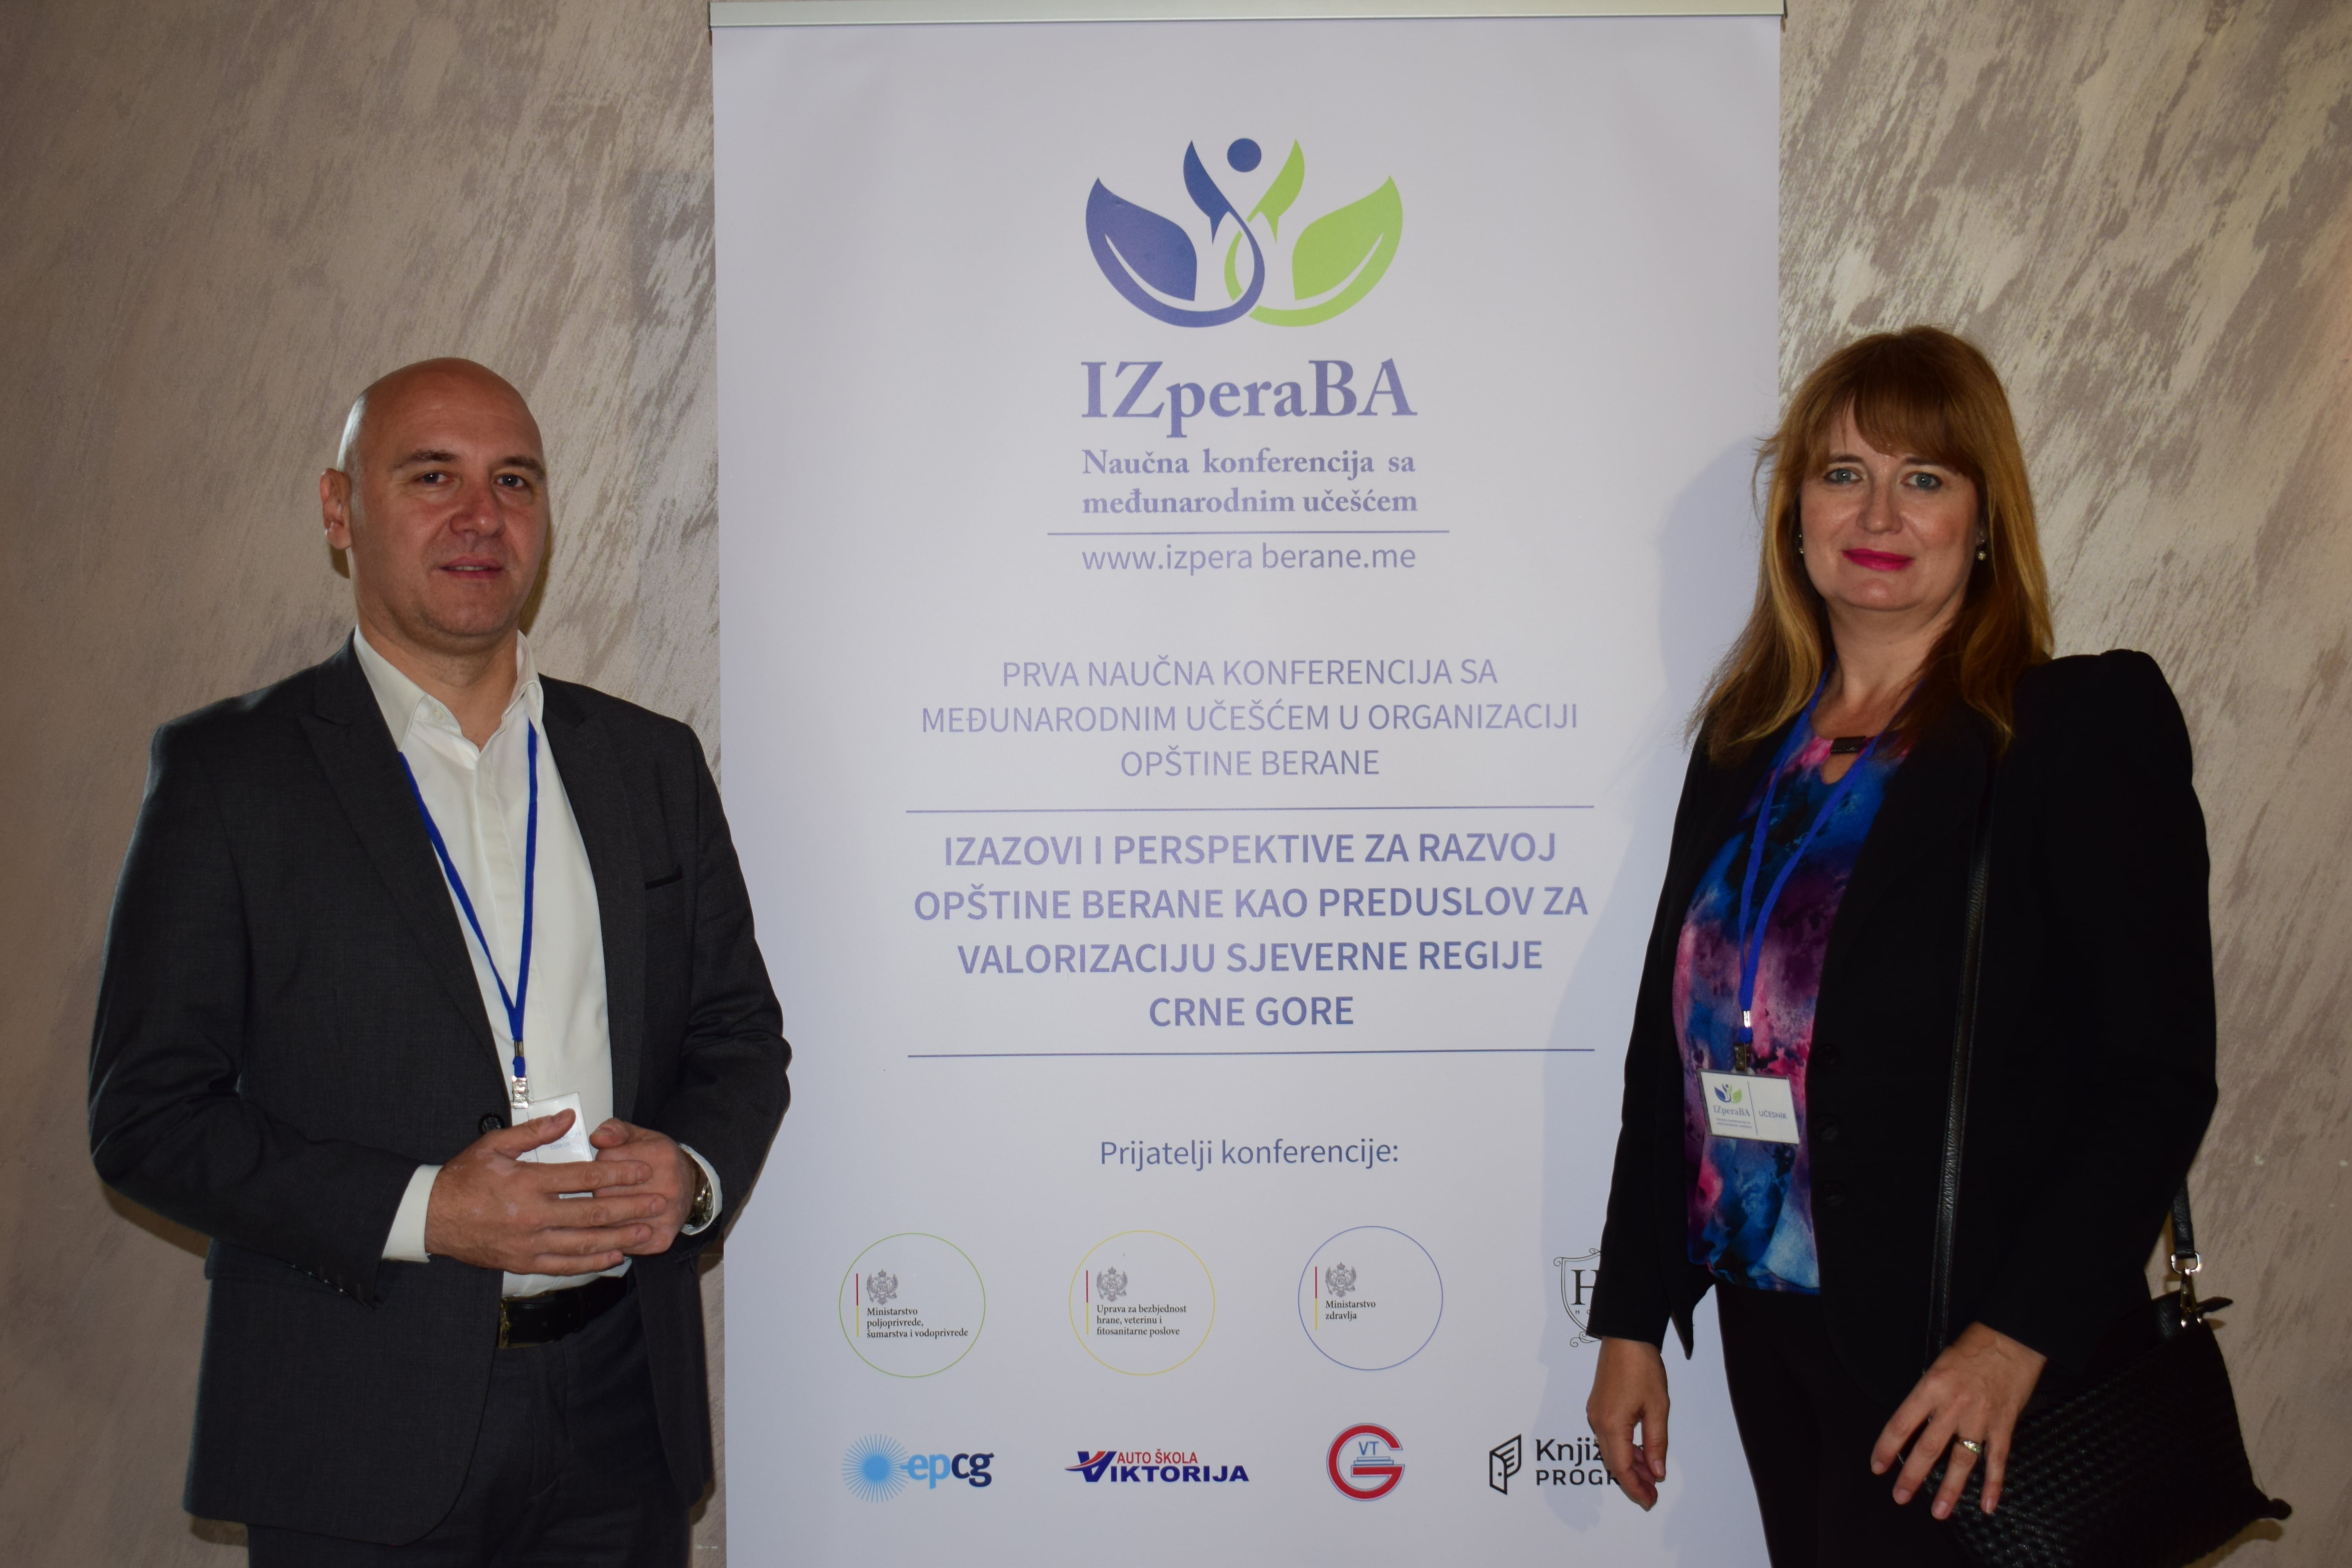 IZperaBA
Naučna konferencija sa
međunarodnim učešćem
www.izpera berane.me
PRVA NAUČNA KONFERENCIJA SA
MEĐUNARODNIM UČEŠĆEM U ORGANIZACIJI
OPŠTINE BERANE
IZAZOVI I PERSPEKTIVE ZA RAZVOJ
OPŠTINE BERANE KAO PREDUSLOV ZA
VALORIZACIJU SJEVERNE REGIJE
CRNE GORE
Prijatelji konferencije:
Ministarstvo
poljoprivrede,
šumarstva i vodoprivrede
Uprava za bezbjednost
hrane, veterinu i
fitosanitarne poslove
Ministarstvo
zdravlja
H
epcg
AUTO ŠKOLA
VIKTORIJA
VT
G
Knjiž
PROGR
IZperaBA
UČESNIK